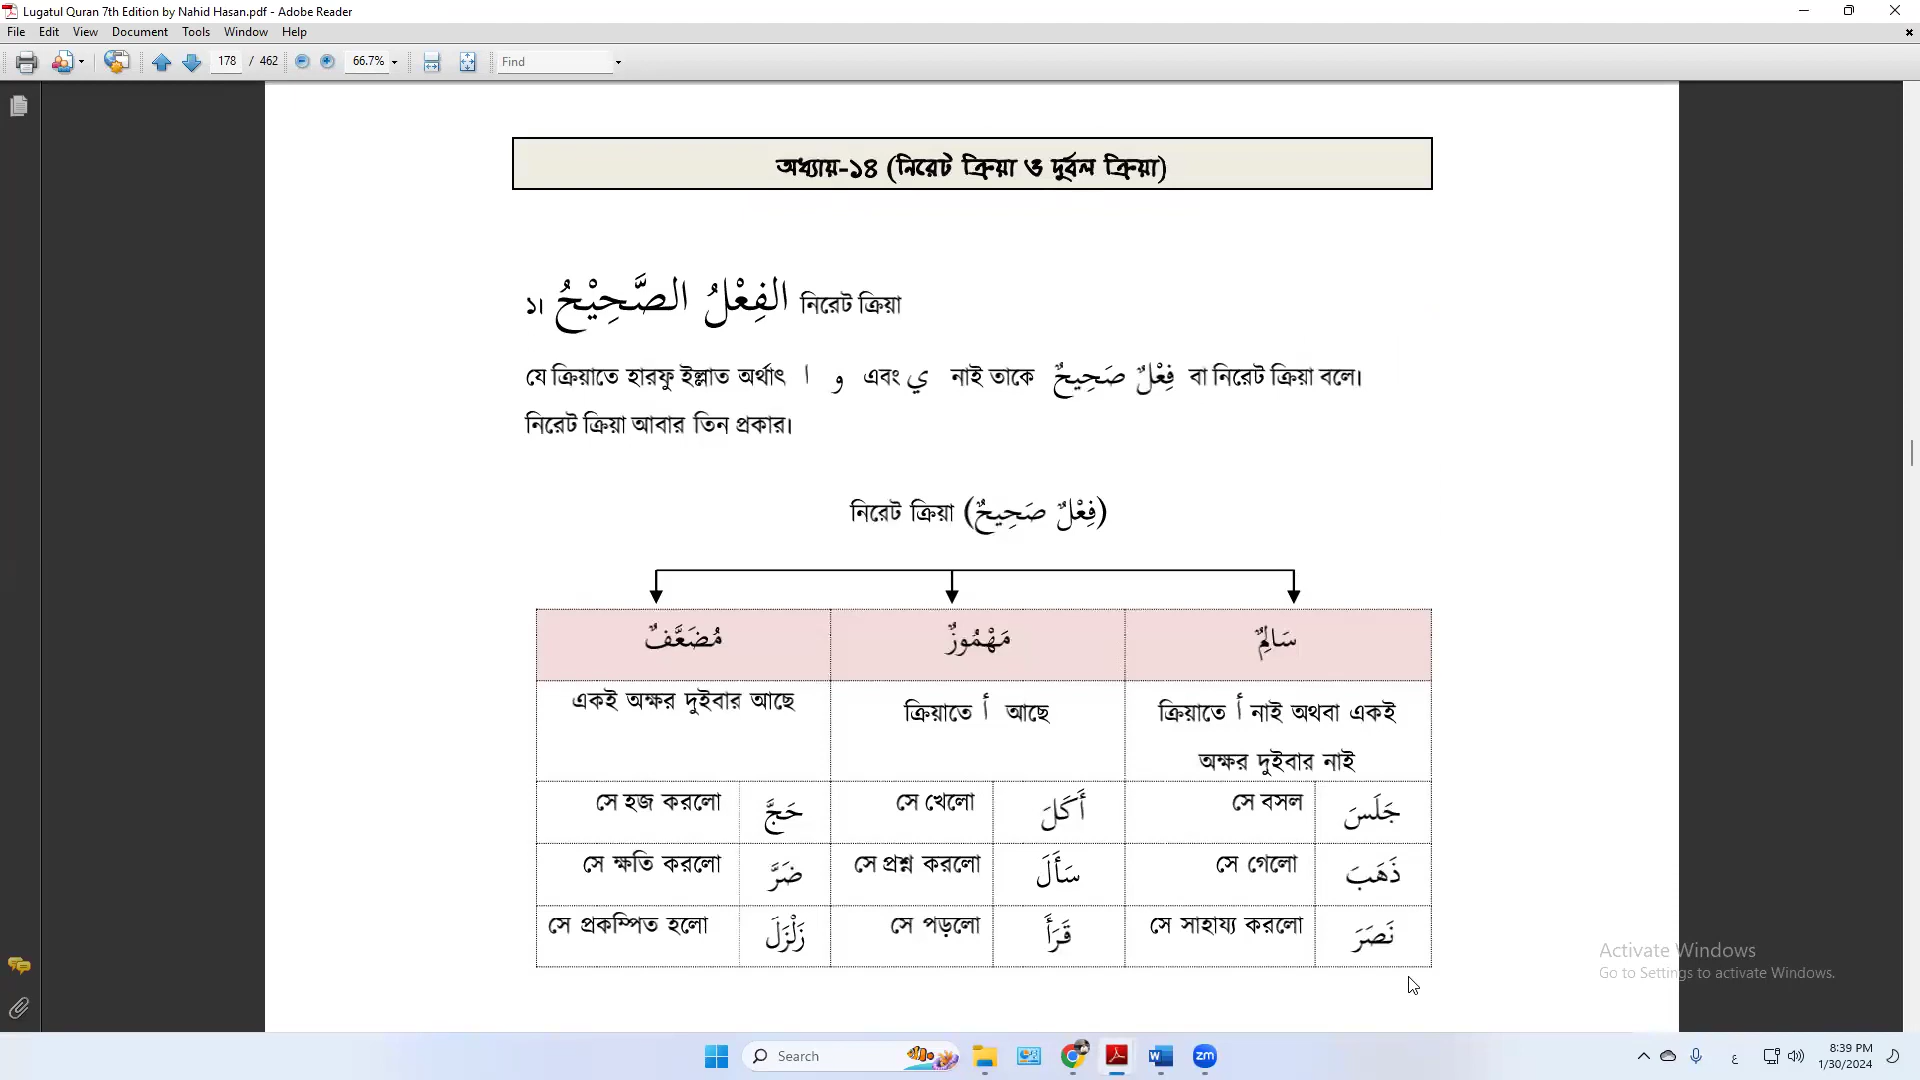 Lugatul Quran 7th Edition by Nahid Hasan.pdf - Adobe Reader
File Edit View Document Tools Window Help
178 / 462 66.7% Find
অধ্যায়-১৪ (নিরেট ক্রিয়া ও দুর্বল ক্রিয়া)
১। الفِعْلُ الصَّحِيْحُ নিরেট ক্রিয়া
যে ক্রিয়াতে হারফু ইল্লাত অর্থাৎ ا و এবং ي নাই তাকে فِعْلٌ صَحِيحٌ বা নিরেট ক্রিয়া বলে।
নিরেট ক্রিয়া আবার তিন প্রকার।
নিরেট ক্রিয়া (فِعْلٌ صَحِيحٌ)
مُضَعَّفٌ مَهْمُوزٌ سَالِمٌ
একই অক্ষর দুইবার আছে ক্রিয়াতে أ আছে ক্রিয়াতে أ নাই অথবা একই
অক্ষর দুইবার নাই
সে হজ করলো حَجَّ সে খেলো أَكَلَ সে বসল جَلَسَ
সে ক্ষতি করলো ضَرَّ সে প্রশ্ন করলো سَأَلَ সে গেলো ذَهَبَ
সে প্রকম্পিত হলো زَلْزَلَ সে পড়লো قَرَأَ সে সাহায্য করলো نَصَرَ
Activate Windows
Go to Settings to activate Windows.
Search
zm
ع
8:39 PM
1/30/2024